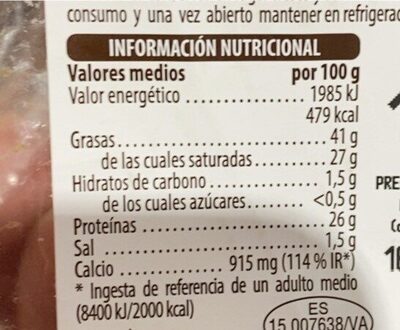 consumo y una vez abierto mantener en refrigerac
INFORMACIÓN NUTRICIONAL
Valores medios por 100 g
Valor energético ................ 1985 kJ
479 kcal
Grasas................................ 41 g
de las cuales saturadas........... 27 g
Hidratos de carbono ............... 1,5 g
de los cuales azúcares........ <0,5 g
Proteínas ............................ 26 g
Sal ................................... 1,5 g
Calcio ................ 915 mg (114 % IR*)
* Ingesta de referencia de un adulto medio
(8400 kJ/2000 kcal)
ES
15.007638/VA
PRE